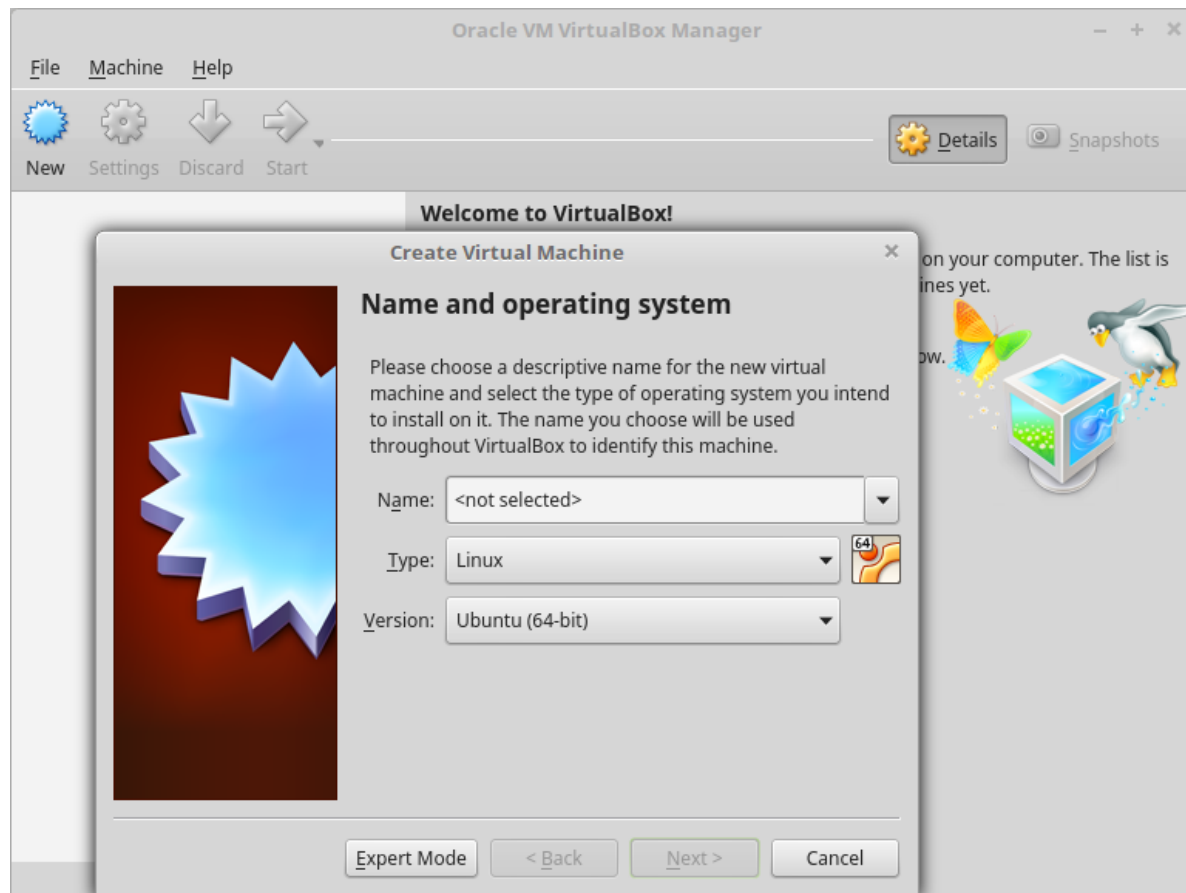 Oracle VM VirtualBox Manager
File Machine Help
New Settings Discard Start Details Snapshots
Welcome to VirtualBox!
on your computer. The list is
ines yet.
ow.
Create Virtual Machine
Name and operating system
Please choose a descriptive name for the new virtual
machine and select the type of operating system you intend
to install on it. The name you choose will be used
throughout VirtualBox to identify this machine.
Name: <not selected>
Type: Linux 64
Version: Ubuntu (64-bit)
Expert Mode < Back Next > Cancel